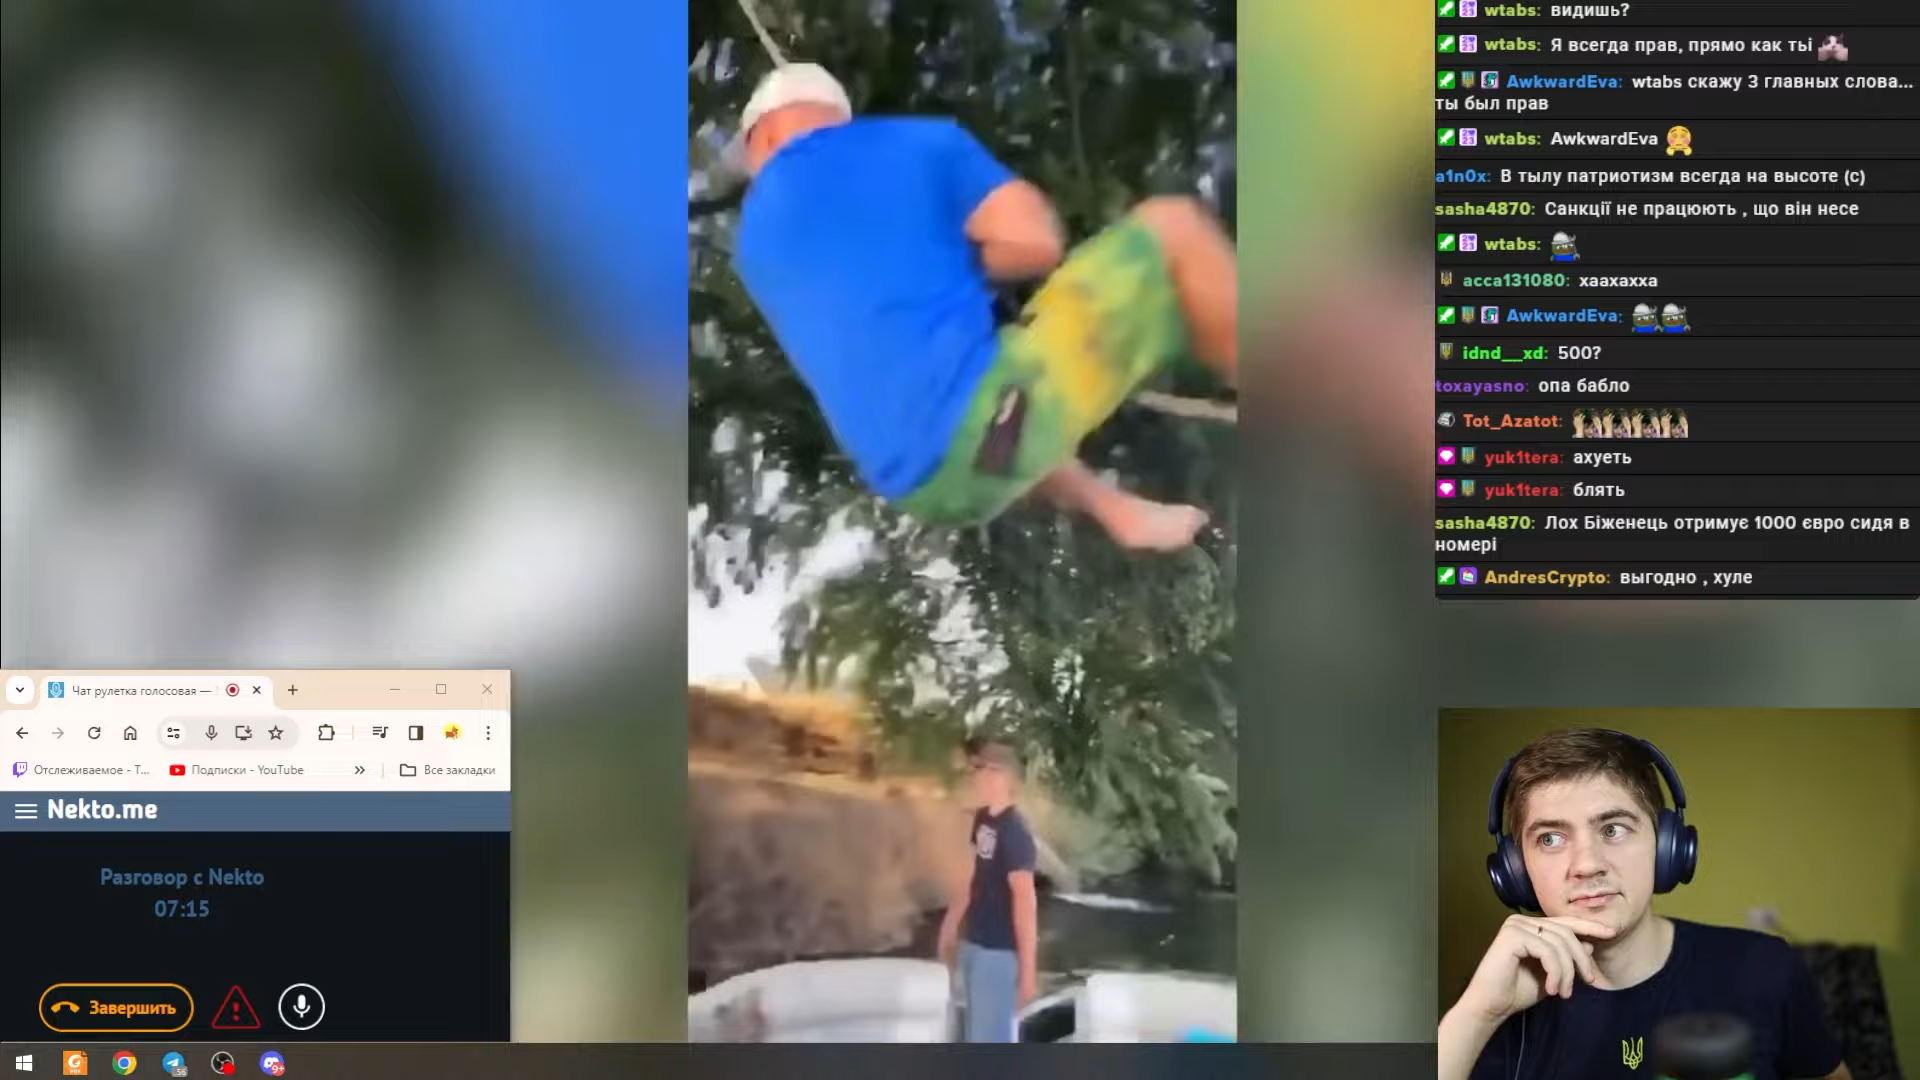 wtabs: видишь?
wtabs: Я всегда прав, прямо как ты
AwkwardEva: wtabs скажу 3 главных слова...
ты был прав
wtabs: AwkwardEva
a1n0x: В тылу патриотизм всегда на высоте (с)
sasha4870: Санкції не працюють , що він несе
wtabs:
acca131080: хаахахха
AwkwardEva:
idnd__xd: 500?
toxayasno: опа бабло
Tot_Azatot:
yuk1tera: ахуеть
yuk1tera: блять
sasha4870: Лох Біженець отримує 1000 євро сидя в
номері
AndresCrypto: выгодно , хуле
Чат рулетка голосовая —
Отслеживаемое - T...
Подписки - YouTube
Все закладки
Nekto.me
Разговор с Nekto
07:15
Завершить